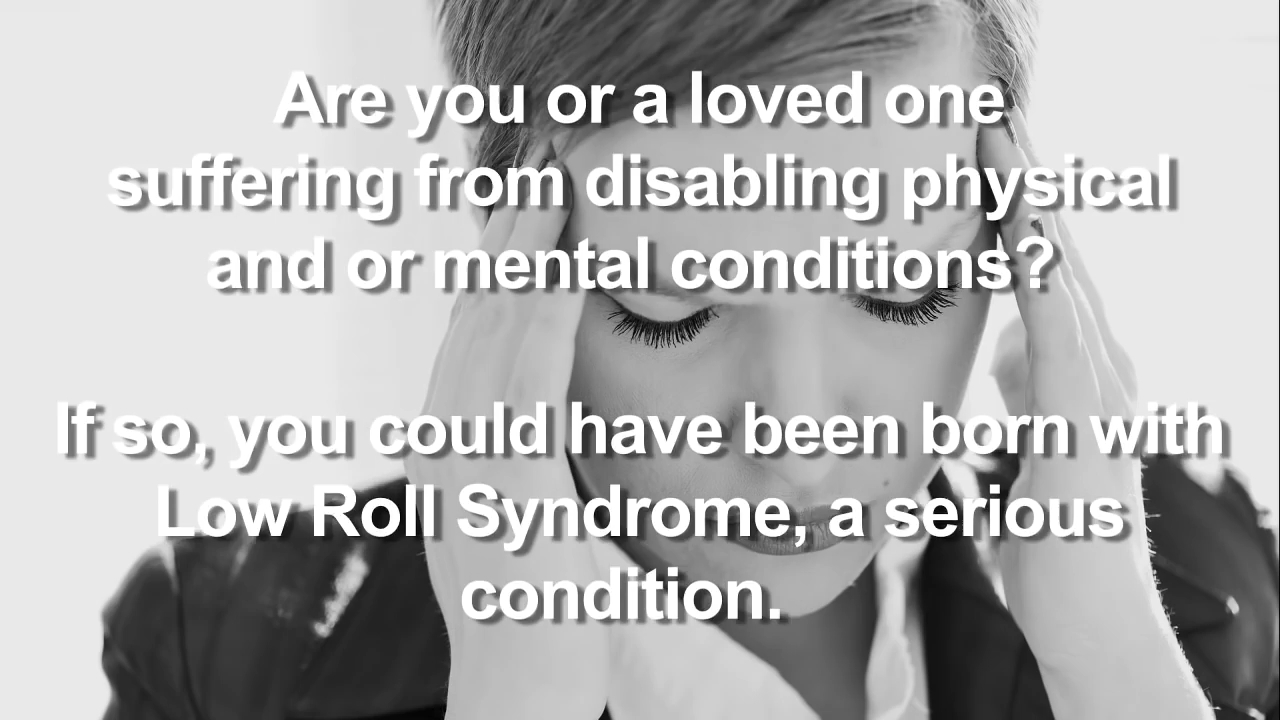 Are you or a loved one
suffering from disabling physical
and or mental conditions?
If so, you could have been born with
Low Roll Syndrome, a serious
condition.